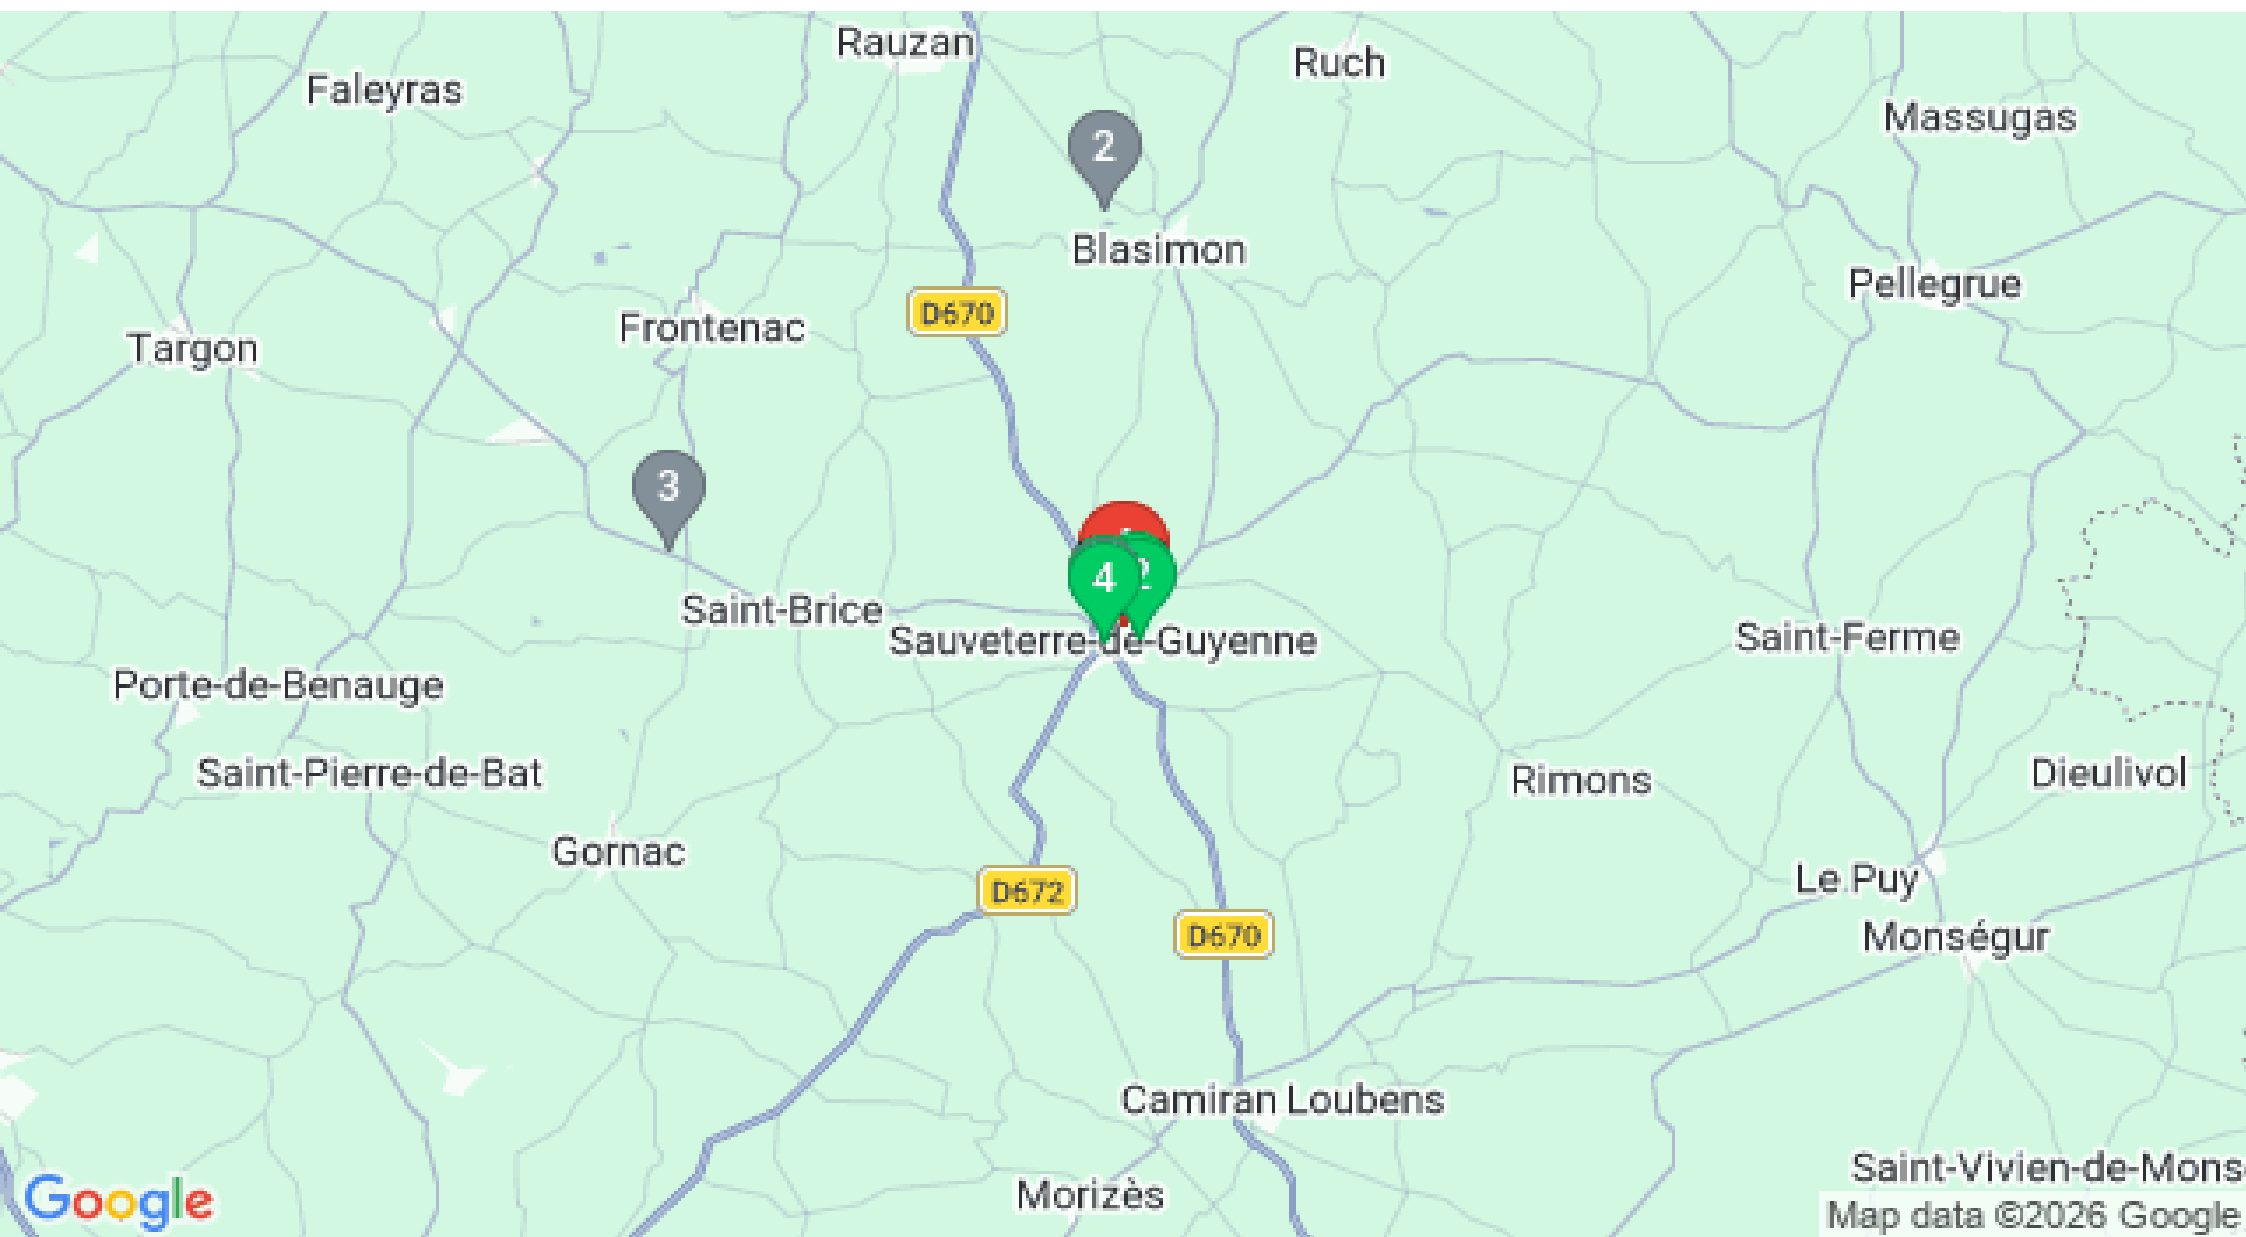 Rauzan
Ruch
Faleyras
Massugas
2
Blasimon
Pellegrue
D670
Frontenac
Targon
3
4
2
Saint-Brice
Sauveterre-de-Guyenne
Saint-Ferme
Porte-de-Benauge
Saint-Pierre-de-Bat
Rimons
Dieulivol
Gornac
Le Puy
D672
D670
Monségur
Camiran
Loubens
Saint-Vivien-de-Mons
Morizès
Google
Map data ©2026 Google